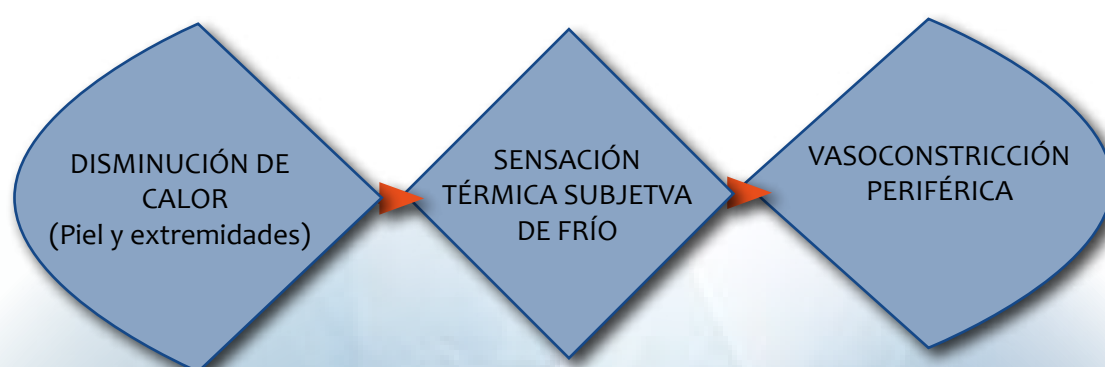 DISMINUCIÓN DE
CALOR
(Piel y extremidades)
SENSACIÓN
TÉRMICA SUBJETVA
DE FRÍO
VASOCONSTRICCIÓN
PERIFÉRICA